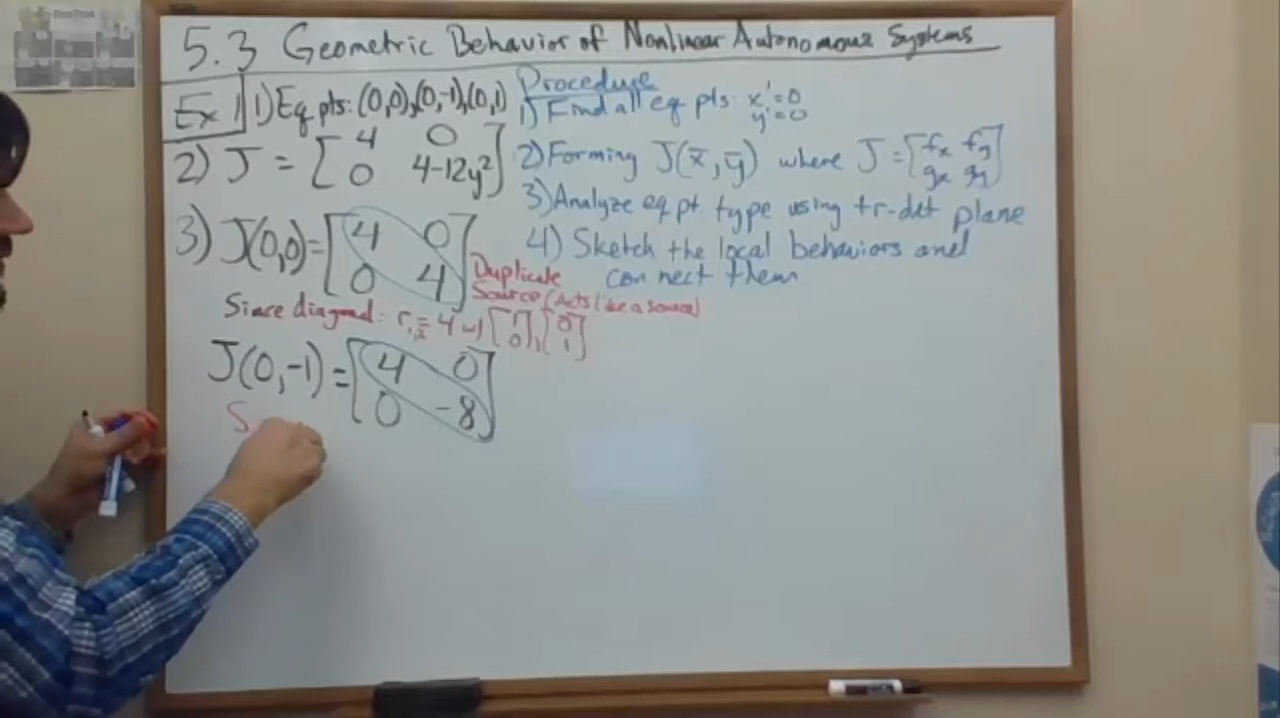 5.3 Geometric Behavior of Nonlinear Autonomous Systems
Ex 1 1) Eq pts: (0,0),(0,-1),(0,1)
2) J = [4 0
0 4-12y²]
3) J(0,0)= [4 0
0 4]
Duplicate
Source (Acts like a source)
Since diagonal: r₁,₂ = 4 w/ [1 0], [0 1]
J(0,-1) = [4 0
0 -8]
S
Procedure
1) Find all eq pts: x'=0
y'=0
2) Forming J(x̄,ȳ) where J = [fx fy
gx gy]
3) Analyze eq pt type using tr-det plane
4) Sketch the local behaviors and
connect them